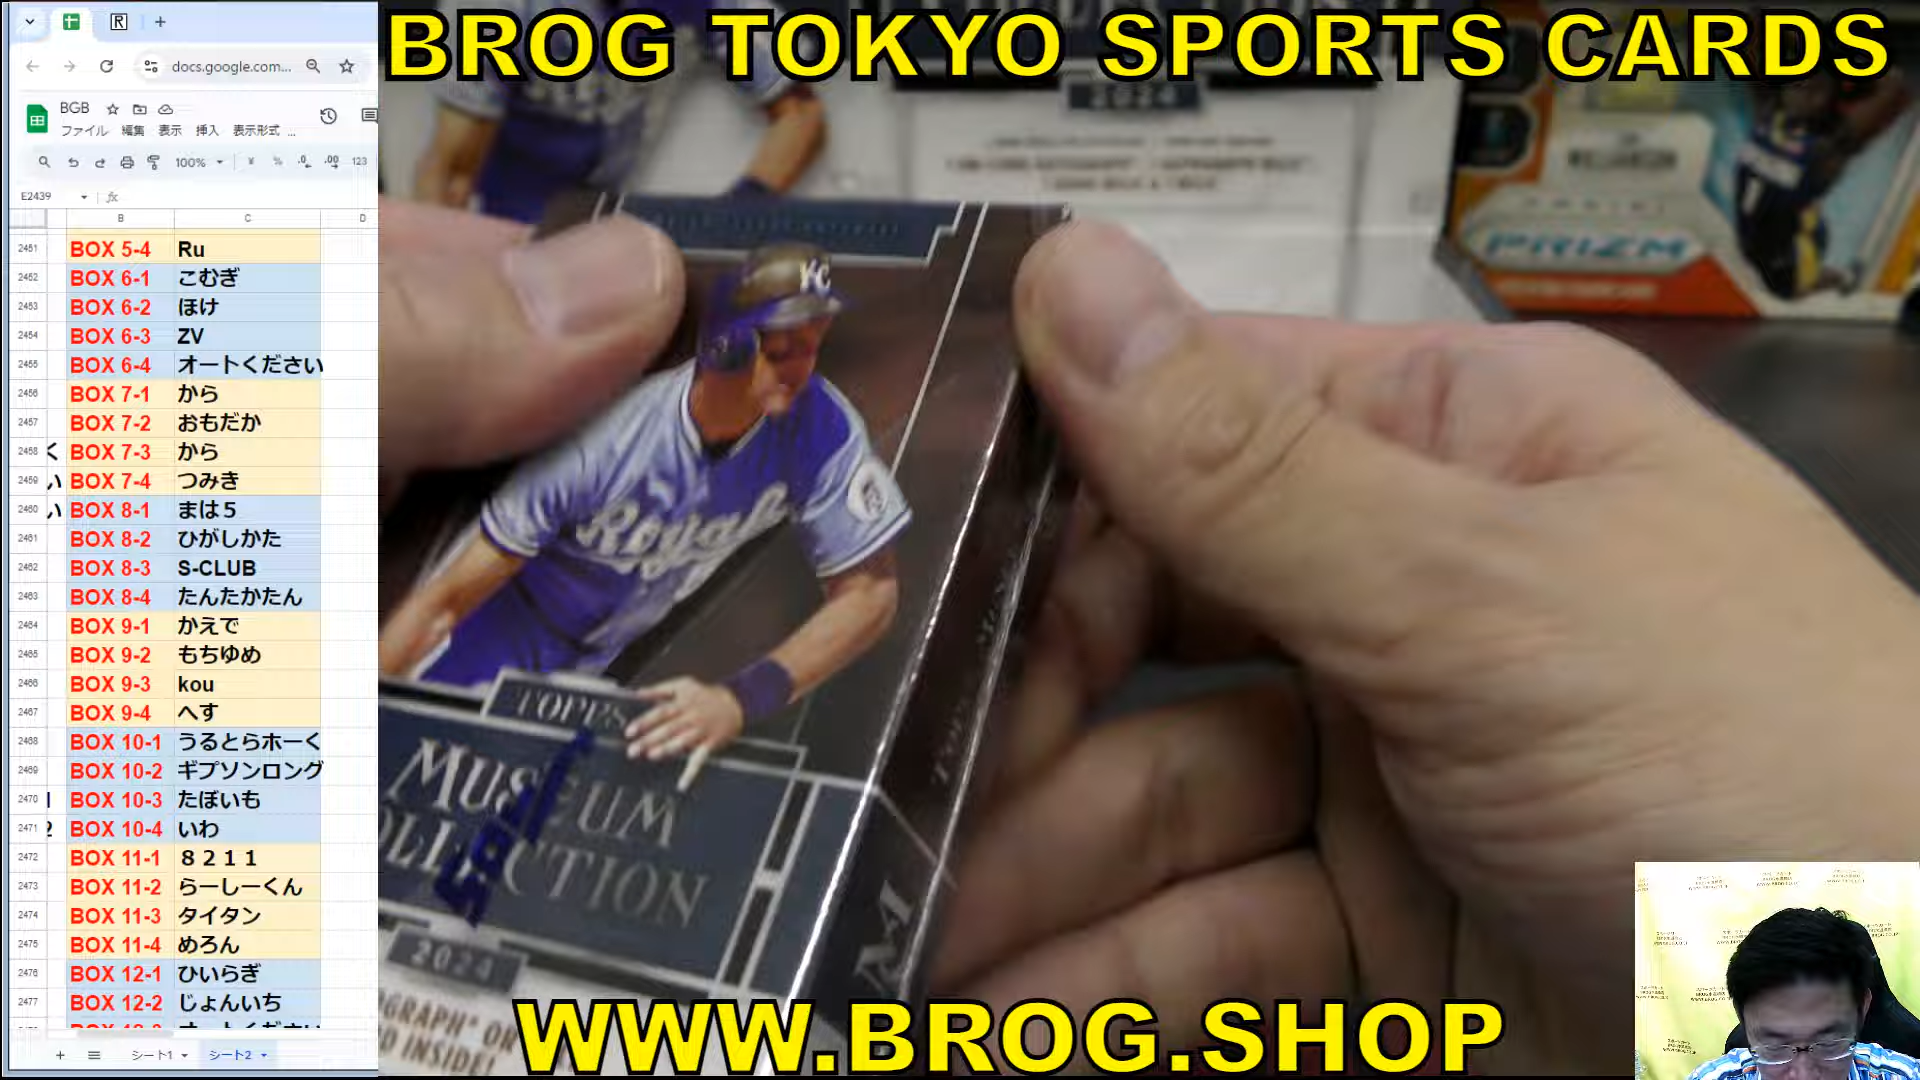 BROG TOKYO SPORTS CARDS
docs.google.com...
BGB
ファイル 編集 表示 挿入 表示形式 ...
100% ¥ % .0 .00 123
E2439 fx
B C D
2451 BOX 5-4 Ru
2452 BOX 6-1 こむぎ
2453 BOX 6-2 ほけ
2454 BOX 6-3 ZV
2455 BOX 6-4 オートください
2456 BOX 7-1 から
2457 BOX 7-2 おもだか
2458 く BOX 7-3 から
2459 い BOX 7-4 つみき
2460 い BOX 8-1 まは５
2461 BOX 8-2 ひがしかた
2462 BOX 8-3 S-CLUB
2463 BOX 8-4 たんたかたん
2464 BOX 9-1 かえで
2465 BOX 9-2 もちゆめ
2466 BOX 9-3 kou
2467 BOX 9-4 へす
2468 BOX 10-1 うるとらホーく
2469 BOX 10-2 ギプソンロング
2470 BOX 10-3 たぼいも
2471 2 BOX 10-4 いわ
2472 BOX 11-1 ８２１１
2473 BOX 11-2 らーしーくん
2474 BOX 11-3 タイタン
2475 BOX 11-4 めろん
2476 BOX 12-1 ひいらぎ
2477 BOX 12-2 じょんいち
シート1 シート2
2024
PRIZM
KC
Royals
TOPPS
MUSEUM
COLLECTION
2024
M
WWW.BROG.SHOP